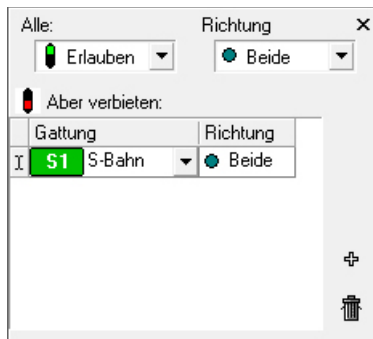 Alle: Richtung
Erlauben Beide
Aber verbieten:
Gattung Richtung
S1 S-Bahn Beide